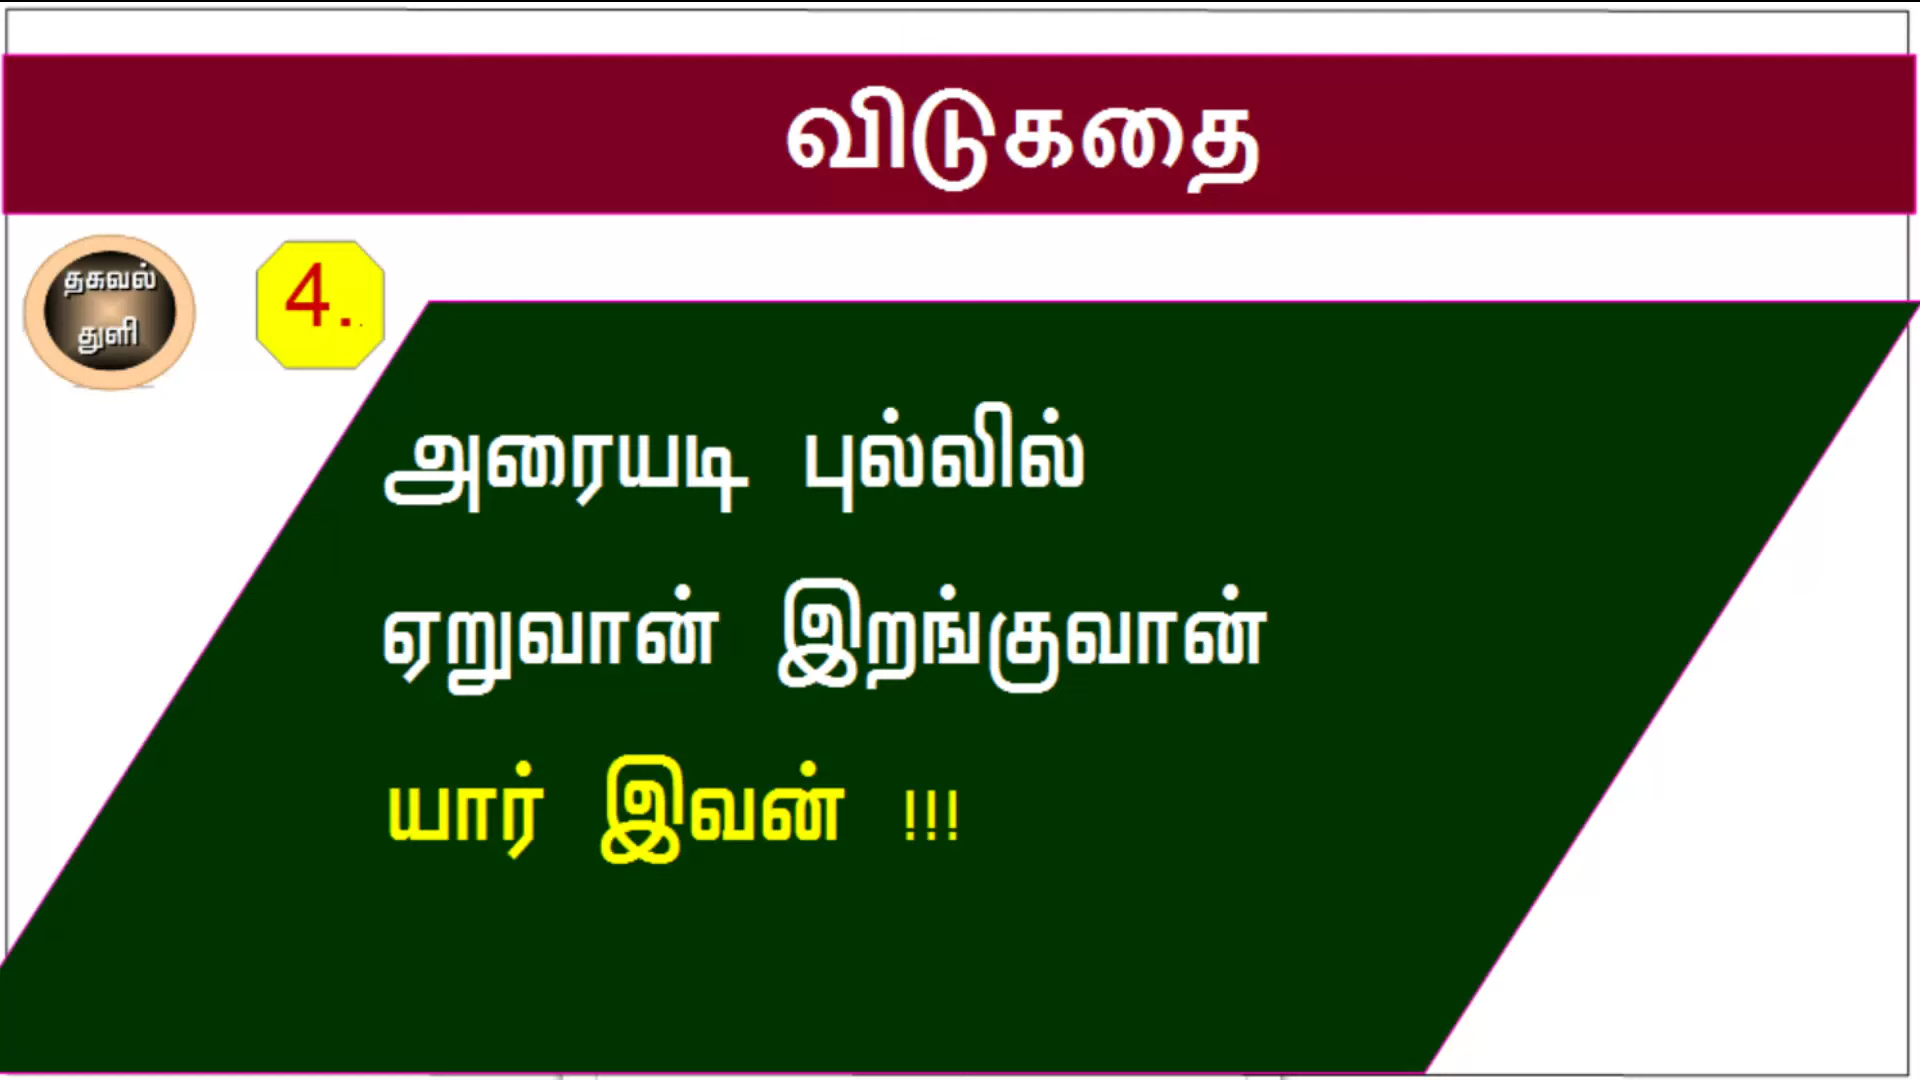 விடுகதை
தகவல்
துளி
4.
அரையடி புல்லில்
ஏறுவான் இறங்குவான்
யார் இவன் !!!